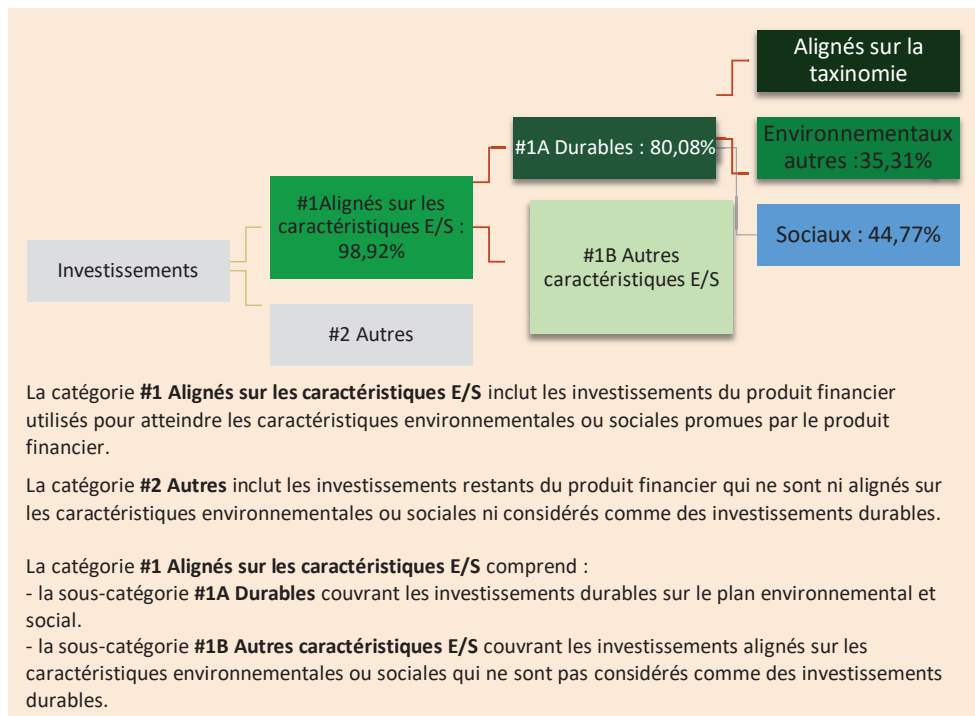 Alignés sur la
taxinomie
#1A Durables : 80,08%
Environnementaux
autres :35,31%
#1Alignés sur les
caractéristiques E/S :
98,92%
Sociaux : 44,77%
Investissements
#1B Autres
caractéristiques E/S
#2 Autres
La catégorie #1 Alignés sur les caractéristiques E/S inclut les investissements du produit financier
utilisés pour atteindre les caractéristiques environnementales ou sociales promues par le produit
financier.
La catégorie #2 Autres inclut les investissements restants du produit financier qui ne sont ni alignés sur
les caractéristiques environnementales ou sociales ni considérés comme des investissements durables.
La catégorie #1 Alignés sur les caractéristiques E/S comprend :
- la sous-catégorie #1A Durables couvrant les investissements durables sur le plan environnemental et
social.
- la sous-catégorie #1B Autres caractéristiques E/S couvrant les investissements alignés sur les
caractéristiques environnementales ou sociales qui ne sont pas considérés comme des investissements
durables.